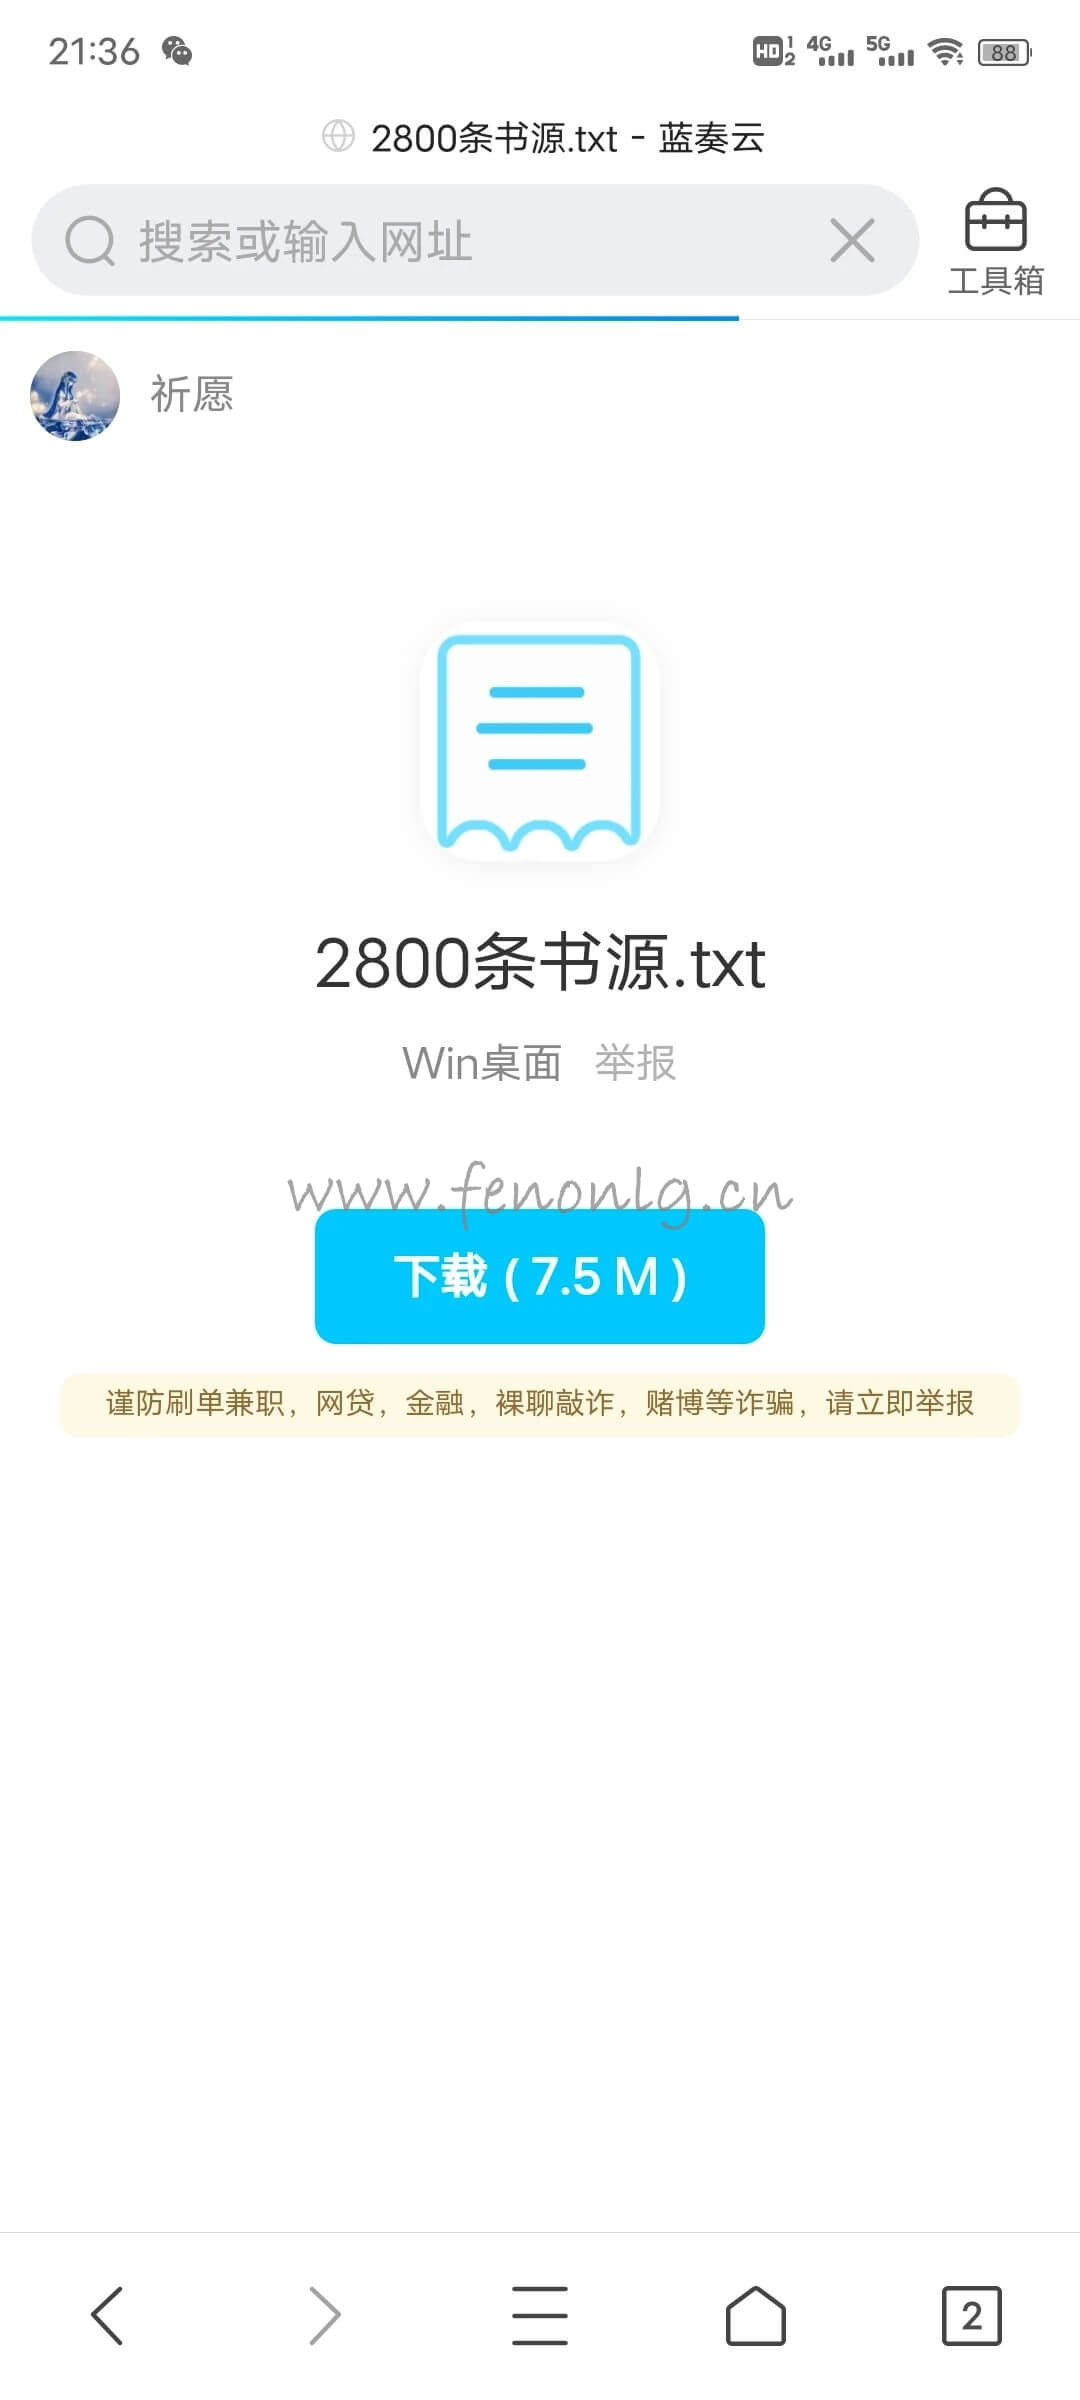 21:36 HD 1 2 4G 5G 88
2800条书源.txt - 蓝奏云
搜索或输入网址
工具箱
祈愿
2800条书源.txt
Win桌面 举报
www.fenonlg.cn
下载 ( 7.5 M )
谨防刷单兼职，网贷，金融，裸聊敲诈，赌博等诈骗，请立即举报
2